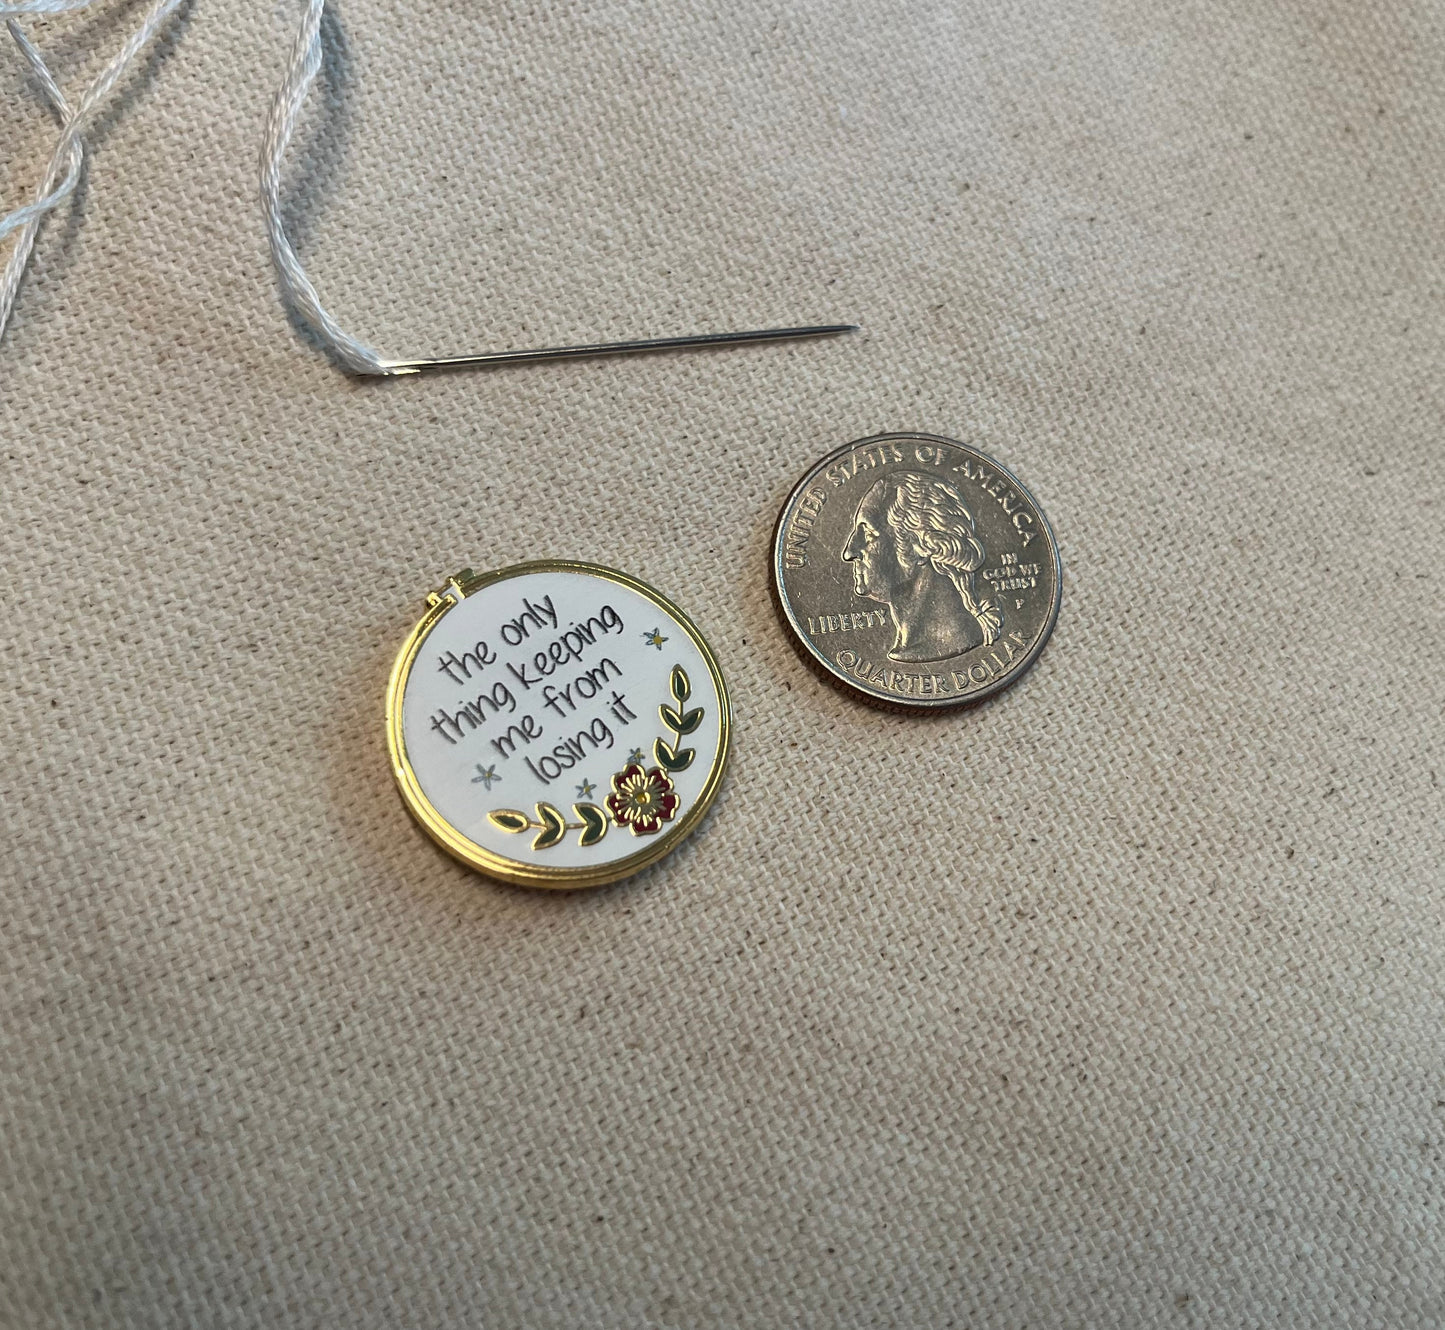 the only
thing keeping
me from
losing it
UNITED STATES OF AMERICA
IN
GOD WE
TRUST
P
LIBERTY
QUARTER DOLLAR